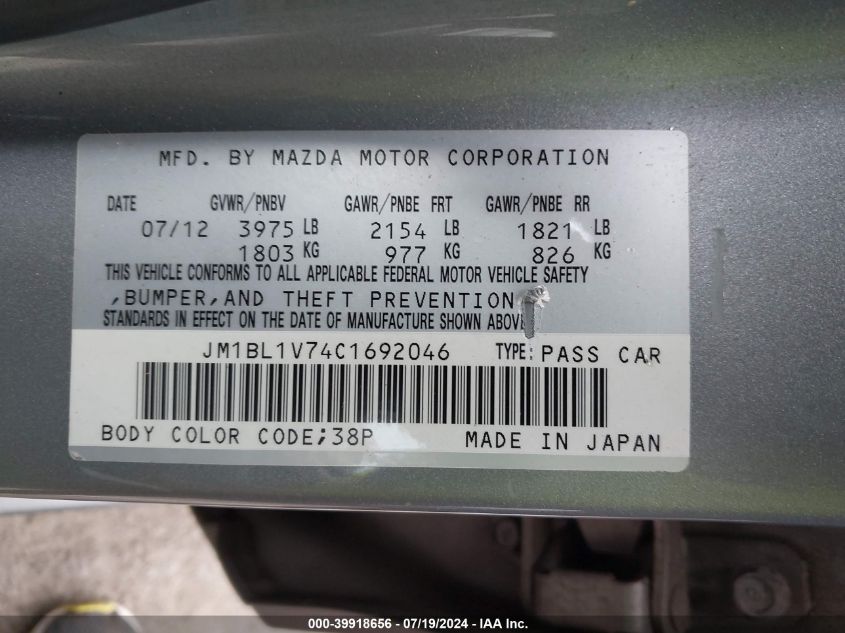 MFD. BY MAZDA MOTOR CORPORATION
DATE GVWR/PNBV GAWR/PNBE FRT GAWR/PNBE RR
07/12 3975 LB 2154 LB 1821 LB
1803 KG 977 KG 826 KG
THIS VEHICLE CONFORMS TO ALL APPLICABLE FEDERAL MOTOR VEHICLE SAFETY
,BUMPER,AND THEFT PREVENTION
STANDARDS IN EFFECT ON THE DATE OF MANUFACTURE SHOWN ABOVE
JM1BL1V74C1692046 TYPE: PASS CAR
BODY COLOR CODE;38P MADE IN JAPAN
000-39918656 - 07/19/2024 - IAA Inc.